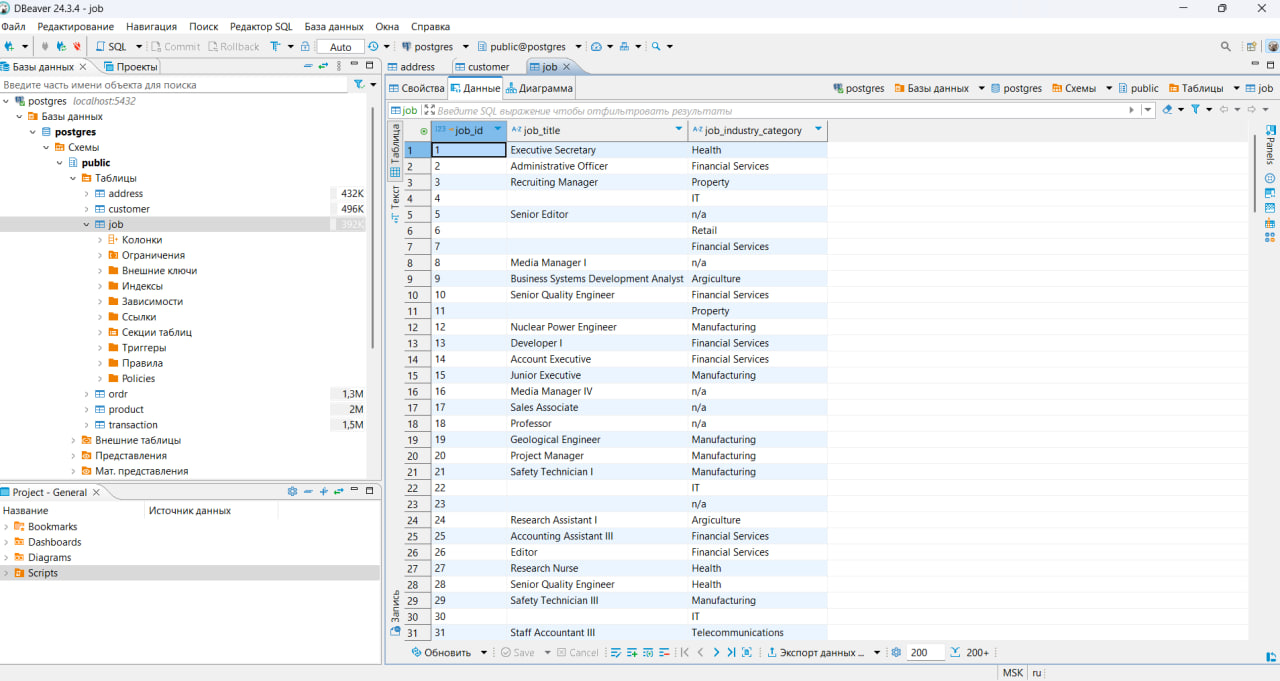 DBeaver 24.3.4 - job
Файл Редактирование Навигация Поиск Редактор SQL База данных Окна Справка
SQL Commit Rollback Auto postgres public@postgres
Базы данных Проекты
Введите часть имени объекта для поиска
postgres localhost:5432
Базы данных
postgres
Схемы
public
Таблицы
address 432K
customer 496K
job 392K
Колонки
Ограничения
Внешние ключи
Индексы
Зависимости
Ссылки
Секции таблиц
Триггеры
Правила
Policies
ordr 1,3M
product 2M
transaction 1,5M
Внешние таблицы
Представления
Мат. представления
Project - General
Название Источник данных
Bookmarks
Dashboards
Diagrams
Scripts
address customer job
Свойства Данные Диаграмма postgres Базы данных postgres Схемы public Таблицы job
job Введите SQL выражение чтобы отфильтровать результаты
Таблица
Текст
Запись
Panels
123 job_id A-Z job_title A-Z job_industry_category
1 1 Executive Secretary Health
2 2 Administrative Officer Financial Services
3 3 Recruiting Manager Property
4 4 IT
5 5 Senior Editor n/a
6 6 Retail
7 7 Financial Services
8 8 Media Manager I n/a
9 9 Business Systems Development Analyst Argiculture
10 10 Senior Quality Engineer Financial Services
11 11 Property
12 12 Nuclear Power Engineer Manufacturing
13 13 Developer I Financial Services
14 14 Account Executive Financial Services
15 15 Junior Executive Manufacturing
16 16 Media Manager IV n/a
17 17 Sales Associate n/a
18 18 Professor n/a
19 19 Geological Engineer Manufacturing
20 20 Project Manager Manufacturing
21 21 Safety Technician I Manufacturing
22 22 IT
23 23 n/a
24 24 Research Assistant I Argiculture
25 25 Accounting Assistant III Financial Services
26 26 Editor Financial Services
27 27 Research Nurse Health
28 28 Senior Quality Engineer Health
29 29 Safety Technician III Manufacturing
30 30 IT
31 31 Staff Accountant III Telecommunications
Обновить Save Cancel Экспорт данных ... 200 200+
MSK ru